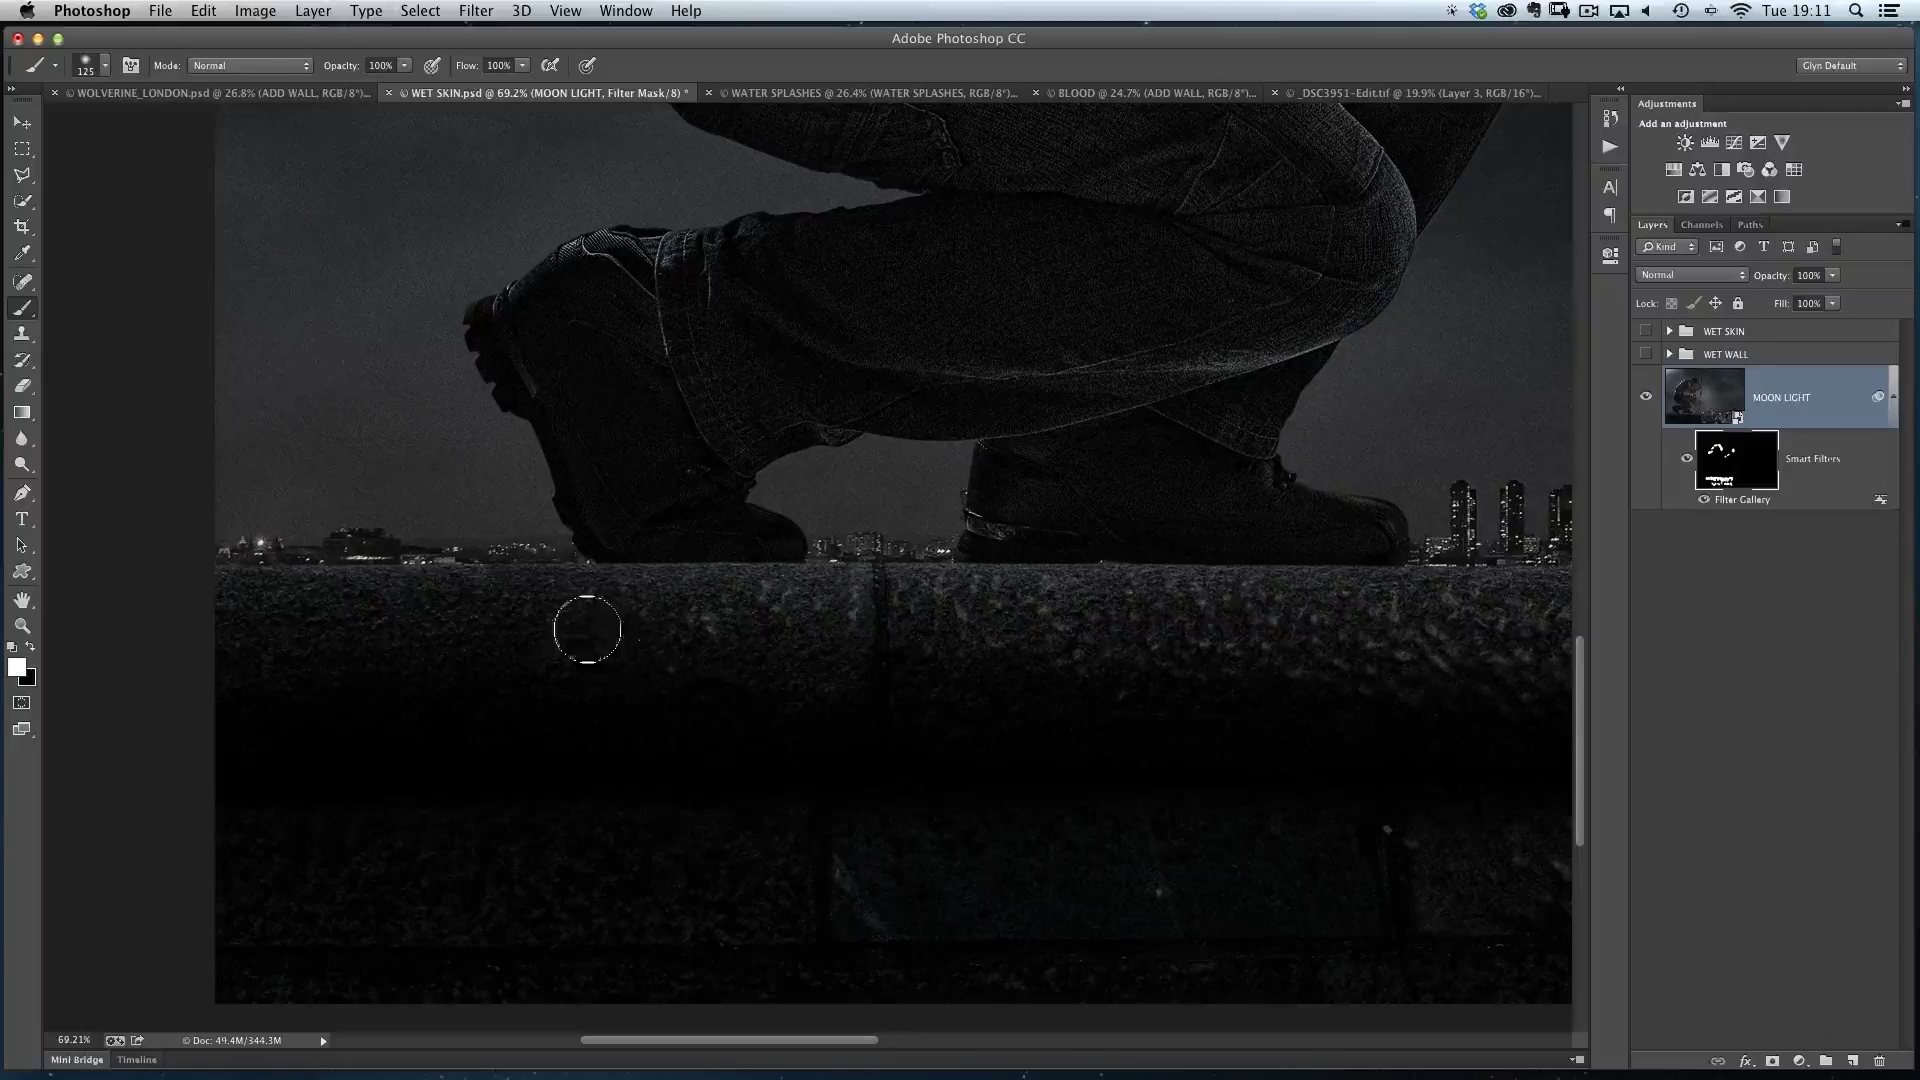 Photoshop File Edit Image Layer Type Select Filter 3D View Window Help Tue 19:11
Adobe Photoshop CC
125 Mode: Normal Opacity: 100% Flow: 100% Glyn Default
× © WOLVERINE_LONDON.psd @ 26.8% (ADD WALL, RGB/8*)... × © WET SKIN.psd @ 69.2% (MOON LIGHT, Filter Mask/8) * × © WATER SPLASHES @ 26.4% (WATER SPLASHES, RGB/8*)... × © BLOOD @ 24.7% (ADD WALL, RGB/8*)... × © _DSC3951-Edit.tif @ 19.9% (Layer 3, RGB/16*)...
Adjustments
Add an adjustment
Layers Channels Paths
Kind
Normal Opacity: 100%
Lock: Fill: 100%
WET SKIN
WET WALL
MOON LIGHT
Smart Filters
Filter Gallery
69.21% © Doc: 49.4M/344.3M
Mini Bridge Timeline